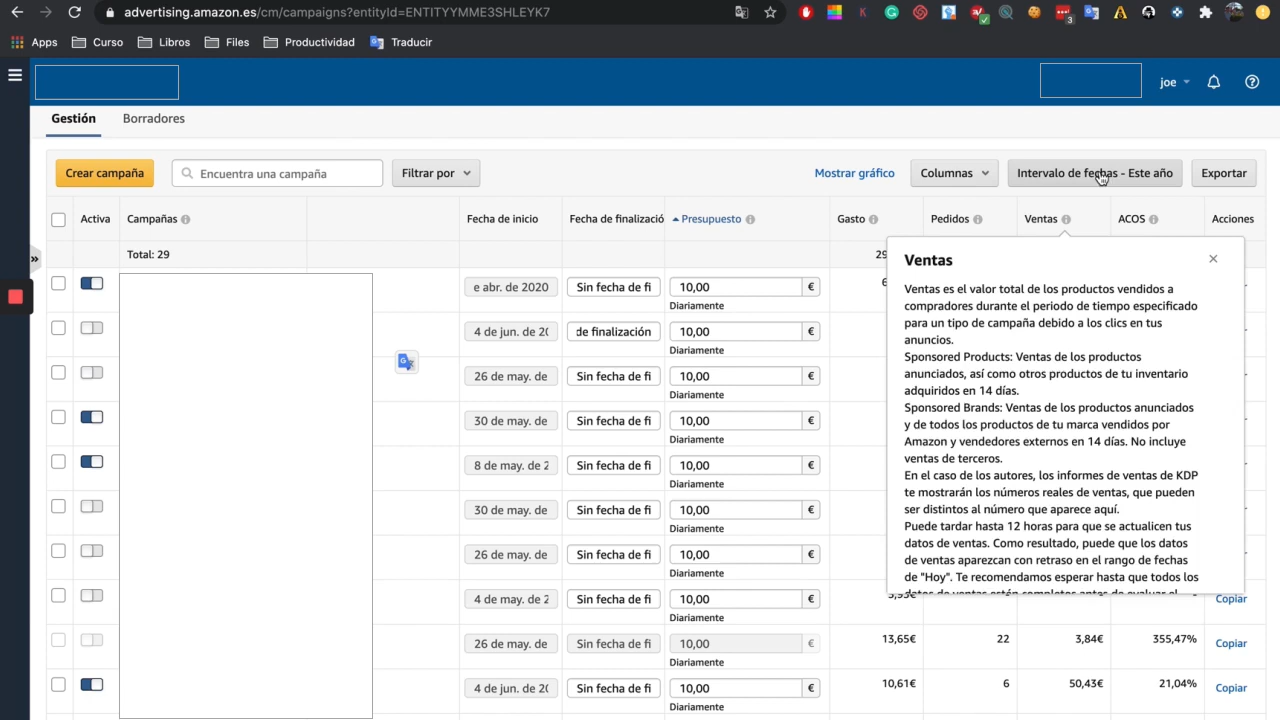 advertising.amazon.es/cm/campaigns?entityId=ENTITYYMME3SHLEYK7
Apps Curso Libros Files Productividad Traducir
joe
Gestión Borradores
Crear campaña Encuentra una campaña Filtrar por Mostrar gráfico Columnas Intervalo de fechas - Este año Exportar
Activa Campañas Fecha de inicio Fecha de finalizació Presupuesto Gasto Pedidos Ventas ACOS Acciones
Total: 29
Ventas
Ventas es el valor total de los productos vendidos a
compradores durante el periodo de tiempo especificado
para un tipo de campaña debido a los clics en tus
anuncios.
Sponsored Products: Ventas de los productos
anunciados, así como otros productos de tu inventario
adquiridos en 14 días.
Sponsored Brands: Ventas de los productos anunciados
y de todos los productos de tu marca vendidos por
Amazon y vendedores externos en 14 días. No incluye
ventas de terceros.
En el caso de los autores, los informes de ventas de KDP
te mostrarán los números reales de ventas, que pueden
ser distintos al número que aparece aquí.
Puede tardar hasta 12 horas para que se actualicen tus
datos de ventas. Como resultado, puede que los datos
de ventas aparezcan con retraso en el rango de fechas
de "Hoy". Te recomendamos esperar hasta que todos los
datos de ventas estén completos antes de evaluar el
e abr. de 2020 Sin fecha de fi 10,00 €
Diariamente
4 de jun. de 20 de finalización 10,00 €
Diariamente
26 de may. de Sin fecha de fi 10,00 €
Diariamente
30 de may. de Sin fecha de fi 10,00 €
Diariamente
8 de may. de 2 Sin fecha de fi 10,00 €
Diariamente
30 de may. de Sin fecha de fi 10,00 €
Diariamente
26 de may. de Sin fecha de fi 10,00 €
Diariamente
4 de may. de 2 Sin fecha de fi 10,00 € 3,93€ - Copiar
Diariamente
26 de may. de Sin fecha de fi 10,00 € 13,65€ 22 3,84€ 355,47% Copiar
Diariamente
4 de jun. de 20 Sin fecha de fi 10,00 € 10,61€ 6 50,43€ 21,04% Copiar
Diariamente